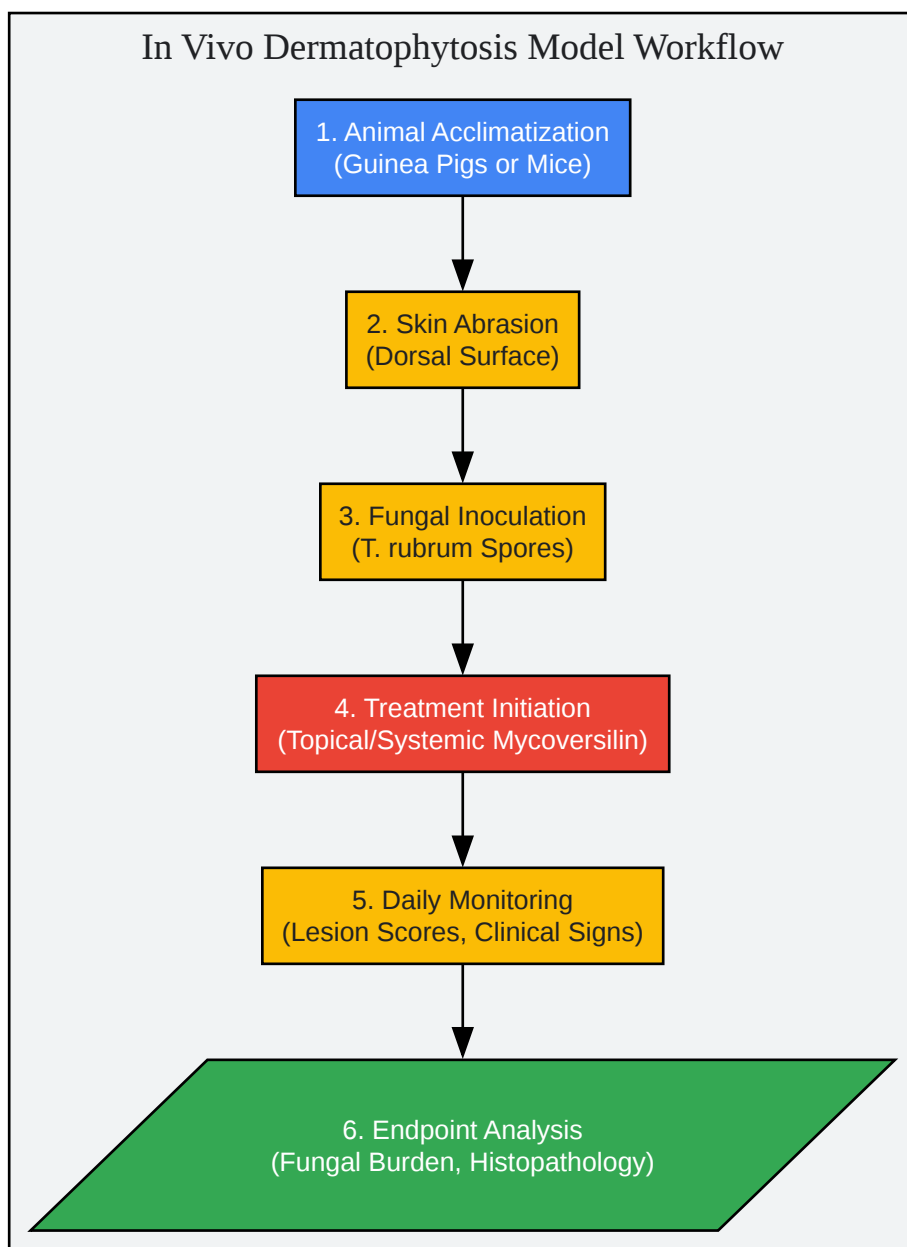 In Vivo Dermatophytosis Model Workflow
1. Animal Acclimatization
(Guinea Pigs or Mice)
2. Skin Abrasion
(Dorsal Surface)
3. Fungal Inoculation
(T. rubrum Spores)
4. Treatment Initiation
(Topical/Systemic Mycoversilin)
5. Daily Monitoring
(Lesion Scores, Clinical Signs)
6. Endpoint Analysis
(Fungal Burden, Histopathology)